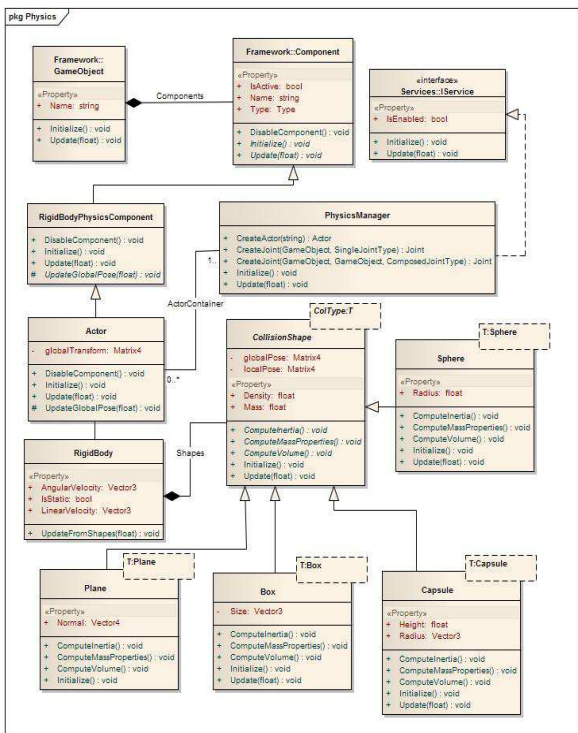 pkg Physics
Framework::
GameObject
«Property»
+ Name: string
+ Initialize() : void
+ Update(float) : void
Components
Framework::Component
«Property»
+ IsActive: bool
+ Name: string
+ Type: Type
+ DisableComponent() : void
+ Initialize() : void
+ Update(float) : void
«interface»
Services::IService
«Property»
+ IsEnabled: bool
+ Initialize() : void
+ Update(float) : void
RigidBodyPhysicsComponent
+ DisableComponent() : void
+ Initialize() : void
+ Update(float) : void
# UpdateGlobalPose(float) : void
PhysicsManager
+ CreateActor(string) : Actor
+ CreateJoint(GameObject, SingleJointType) : Joint
+ CreateJoint(GameObject, GameObject, ComposedJointType) : Joint
+ Initialize() : void
+ Update(float) : void
1..
ActorContainer
0..*
Actor
- globalTransform: Matrix4
+ DisableComponent() : void
+ Initialize() : void
+ Update(float) : void
# UpdateGlobalPose(float) : void
ColType:T
CollisionShape
- globalPose: Matrix4
- localPose: Matrix4
«Property»
+ Density: float
+ Mass: float
+ ComputeInertia() : void
+ ComputeMassProperties() : void
+ ComputeVolume() : void
+ Initialize() : void
+ Update(float) : void
T:Sphere
Sphere
«Property»
+ Radius: float
+ ComputeInertia() : void
+ ComputeMassProperties() : void
+ ComputeVolume() : void
+ Initialize() : void
+ Update(float) : void
RigidBody
«Property»
+ AngularVelocity: Vector3
+ IsStatic: bool
+ LinearVelocity: Vector3
+ UpdateFromShapes(float) : void
Shapes
T:Plane
Plane
«Property»
+ Normal: Vector4
+ ComputeInertia() : void
+ ComputeMassProperties() : void
+ ComputeVolume() : void
+ Initialize() : void
T:Box
Box
- Size: Vector3
+ ComputeInertia() : void
+ ComputeMassProperties() : void
+ ComputeVolume() : void
+ Initialize() : void
+ Update(float) : void
T:Capsule
Capsule
«Property»
+ Height: float
+ Radius: Vector3
+ ComputeInertia() : void
+ ComputeMassProperties() : void
+ ComputeVolume() : void
+ Initialize() : void
+ Update(float) : void